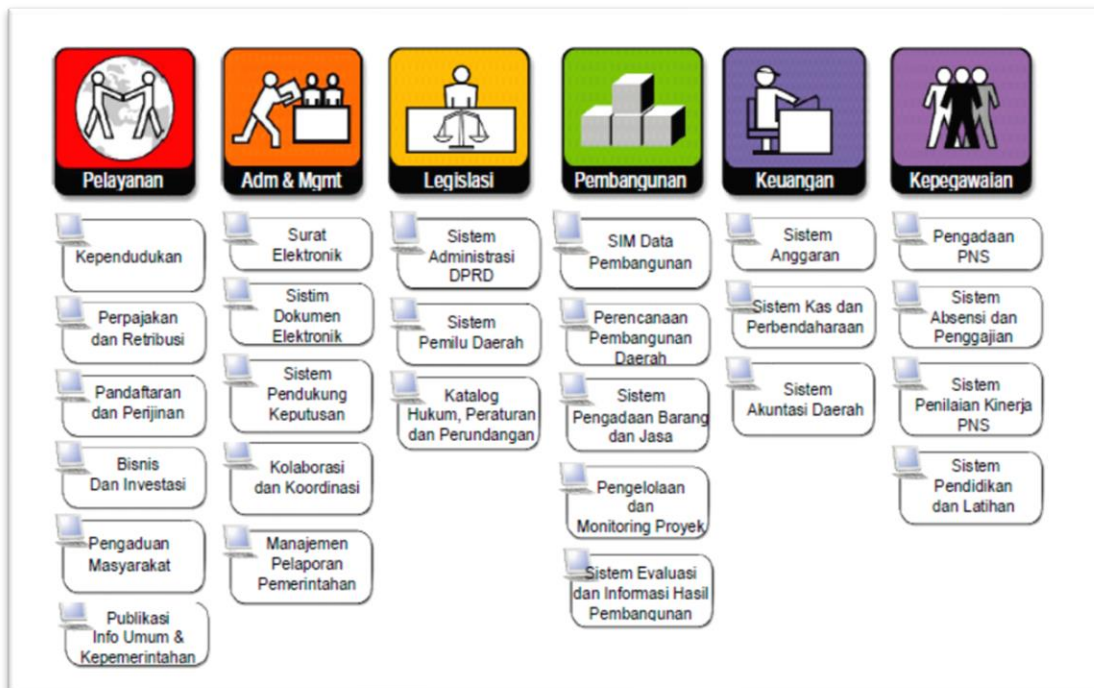 Pelayanan
Adm & Mgmt
Legislasi
Pembangunan
Keuangan
Kepegawaian
Kependudukan
Perpajakan
dan Retribusi
Pandaftaran
dan Perijinan
Bisnis
Dan Investasi
Pengaduan
Masyarakat
Publikasi
Info Umum &
Kepemerintahan
Surat
Elektronik
Sistim
Dokumen
Elektronik
Sistem
Pendukung
Keputusan
Kolaborasi
dan Koordinasi
Manajemen
Pelaporan
Pemerintahan
Sistem
Administrasi
DPRD
Sistem
Pemilu Daerah
Katalog
Hukum, Peraturan
dan Perundangan
SIM Data
Pembangunan
Perencanaan
Pembangunan
Daerah
Sistem
Pengadaan Barang
dan Jasa
Pengelolaan
dan
Monitoring Proyek
Sistem Evaluasi
dan Informasi Hasil
Pembangunan
Sistem
Anggaran
Sistem Kas dan
Perbendaharaan
Sistem
Akuntasi Daerah
Pengadaan
PNS
Sistem
Absensi dan
Penggajian
Sistem
Penilaian Kinerja
PNS
Sistem
Pendidikan
dan Latihan